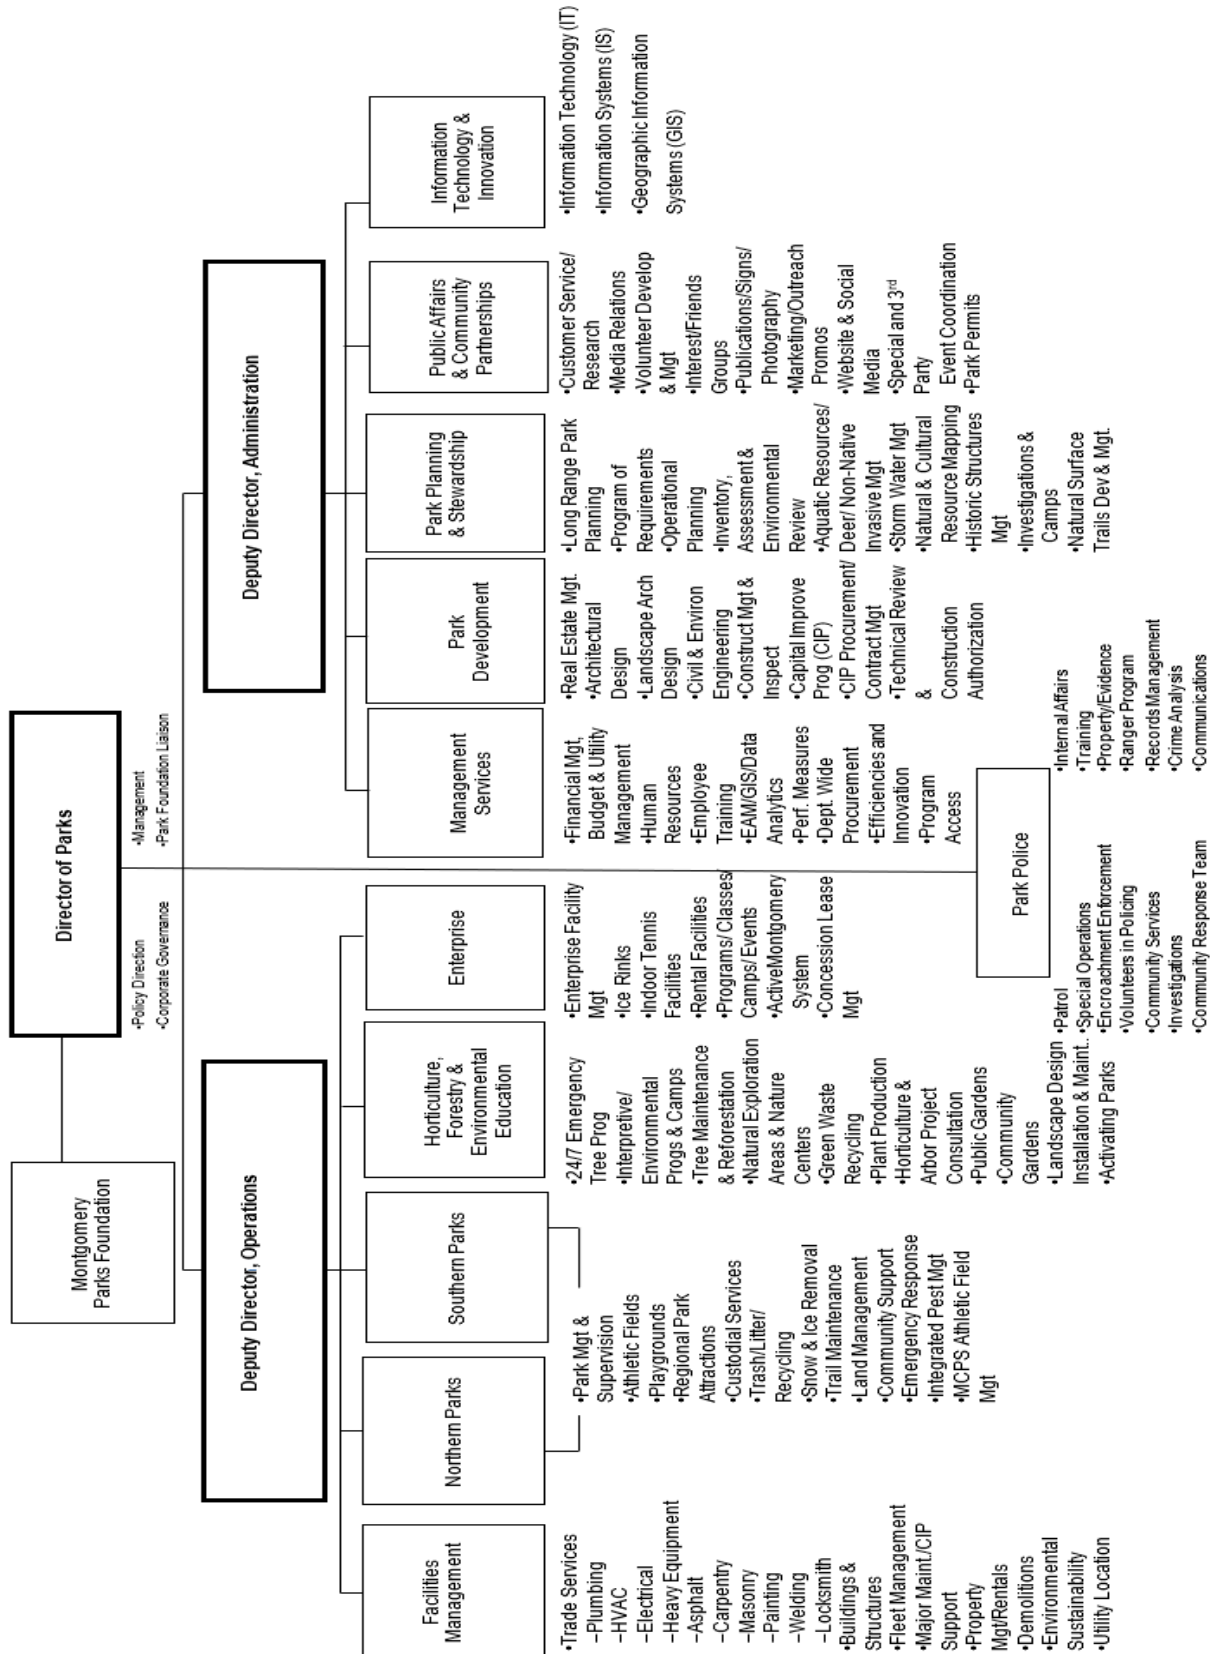 Montgomery
Parks Foundation
Director of Parks
•Policy Direction
•Corporate Governance
•Management
•Park Foundation Liaison
Deputy Director, Operations
Deputy Director, Administration
Facilities
Management
•Trade Services
–Plumbing
–HVAC
–Electrical
–Heavy Equipment
–Asphalt
–Carpentry
–Masonry
–Painting
–Welding
–Locksmith
•Buildings &
Structures
•Fleet Management
•Major Maint./CIP
Support
•Property
Mgt/Rentals
•Demolitions
•Environmental
Sustainability
•Utility Location
Northern Parks
Southern Parks
•Park Mgt &
Supervision
•Athletic Fields
•Playgrounds
•Regional Park
Attractions
•Custodial Services
•Trash/Litter/
Recycling
•Snow & Ice Removal
•Trail Maintenance
•Land Management
•Community Support
•Emergency Response
•Integrated Pest Mgt
•MCPS Athletic Field
Mgt
Horticulture,
Forestry &
Environmental
Education
•24/7 Emergency
Tree Prog
•Interpretive/
Environmental
Progs & Camps
•Tree Maintenance
& Reforestation
•Natural Exploration
Areas & Nature
Centers
•Green Waste
Recycling
•Plant Production
•Horticulture &
Arbor Project
Consultation
•Public Gardens
•Community
Gardens
•Landscape Design
Installation & Maint..
•Activating Parks
Enterprise
•Enterprise Facility
Mgt
•Ice Rinks
•Indoor Tennis
Facilities
•Rental Facilities
•Programs/ Classes/
Camps/ Events
•ActiveMontgomery
System
•Concession Lease
Mgt
Management
Services
•Financial Mgt,
Budget & Utility
Management
•Human
Resources
•Employee
Training
•EAM/GIS/Data
Analytics
•Perf. Measures
•Dept. Wide
Procurement
•Efficiencies and
Innovation
•Program
Access
Park
Development
•Real Estate Mgt.
•Architectural
Design
•Landscape Arch
Design
•Civil & Environ
Engineering
•Construct Mgt &
Inspect
•Capital Improve
Prog (CIP)
•CIP Procurement/
Contract Mgt
•Technical Review
&
Construction
Authorization
Park Planning
& Stewardship
•Long Range Park
Planning
•Program of
Requirements
•Operational
Planning
•Inventory,
Assessment &
Environmental
Review
•Aquatic Resources/
Deer/ Non-Native
Invasive Mgt
•Storm Water Mgt
•Natural & Cultural
Resource Mapping
•Historic Structures
Mgt
•Investigations &
Camps
•Natural Surface
Trails Dev & Mgt.
Public Affairs
& Community
Partnerships
•Customer Service/
Research
•Media Relations
•Volunteer Develop
& Mgt
•Interest/Friends
Groups
•Publications/Signs/
Photography
•Marketing/Outreach
Promos
•Website & Social
Media
•Special and 3rd
Party
Event Coordination
•Park Permits
Information
Technology &
Innovation
•Information Technology (IT)
•Information Systems (IS)
•Geographic Information
Systems (GIS)
Park Police
•Patrol
•Special Operations
•Encroachment Enforcement
•Volunteers in Policing
•Community Services
•Investigations
•Community Response Team
•Internal Affairs
•Training
•Property/Evidence
•Ranger Program
•Records Management
•Crime Analysis
•Communications